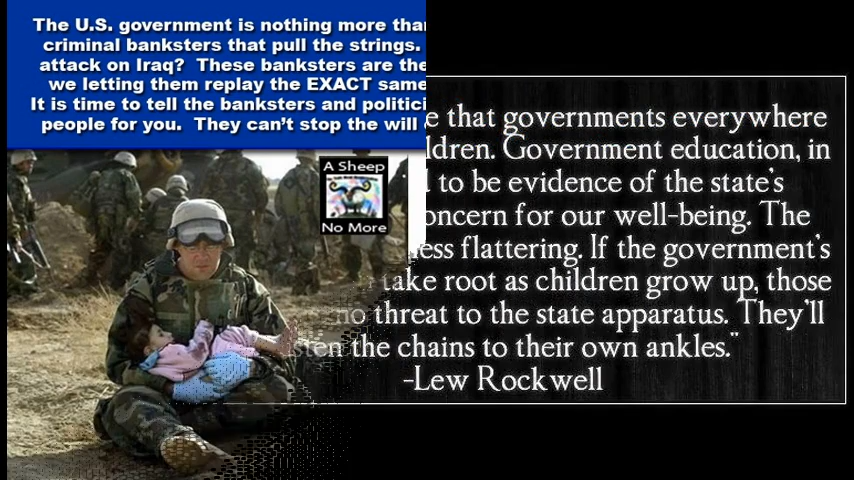 The U.S. government is nothing more than
criminal banksters that pull the strings.
attack on Iraq? These banksters are the
we letting them replay the EXACT same
It is time to tell the banksters and politici
people for you. They can't stop the will
A Sheep
No More
e that governments everywhere
ldren. Government education, in
to be evidence of the state's
oncern for our well-being. The
ess flattering. If the government's
take root as children grow up, those
no threat to the state apparatus. They'll
sten the chains to their own ankles."
-Lew Rockwell